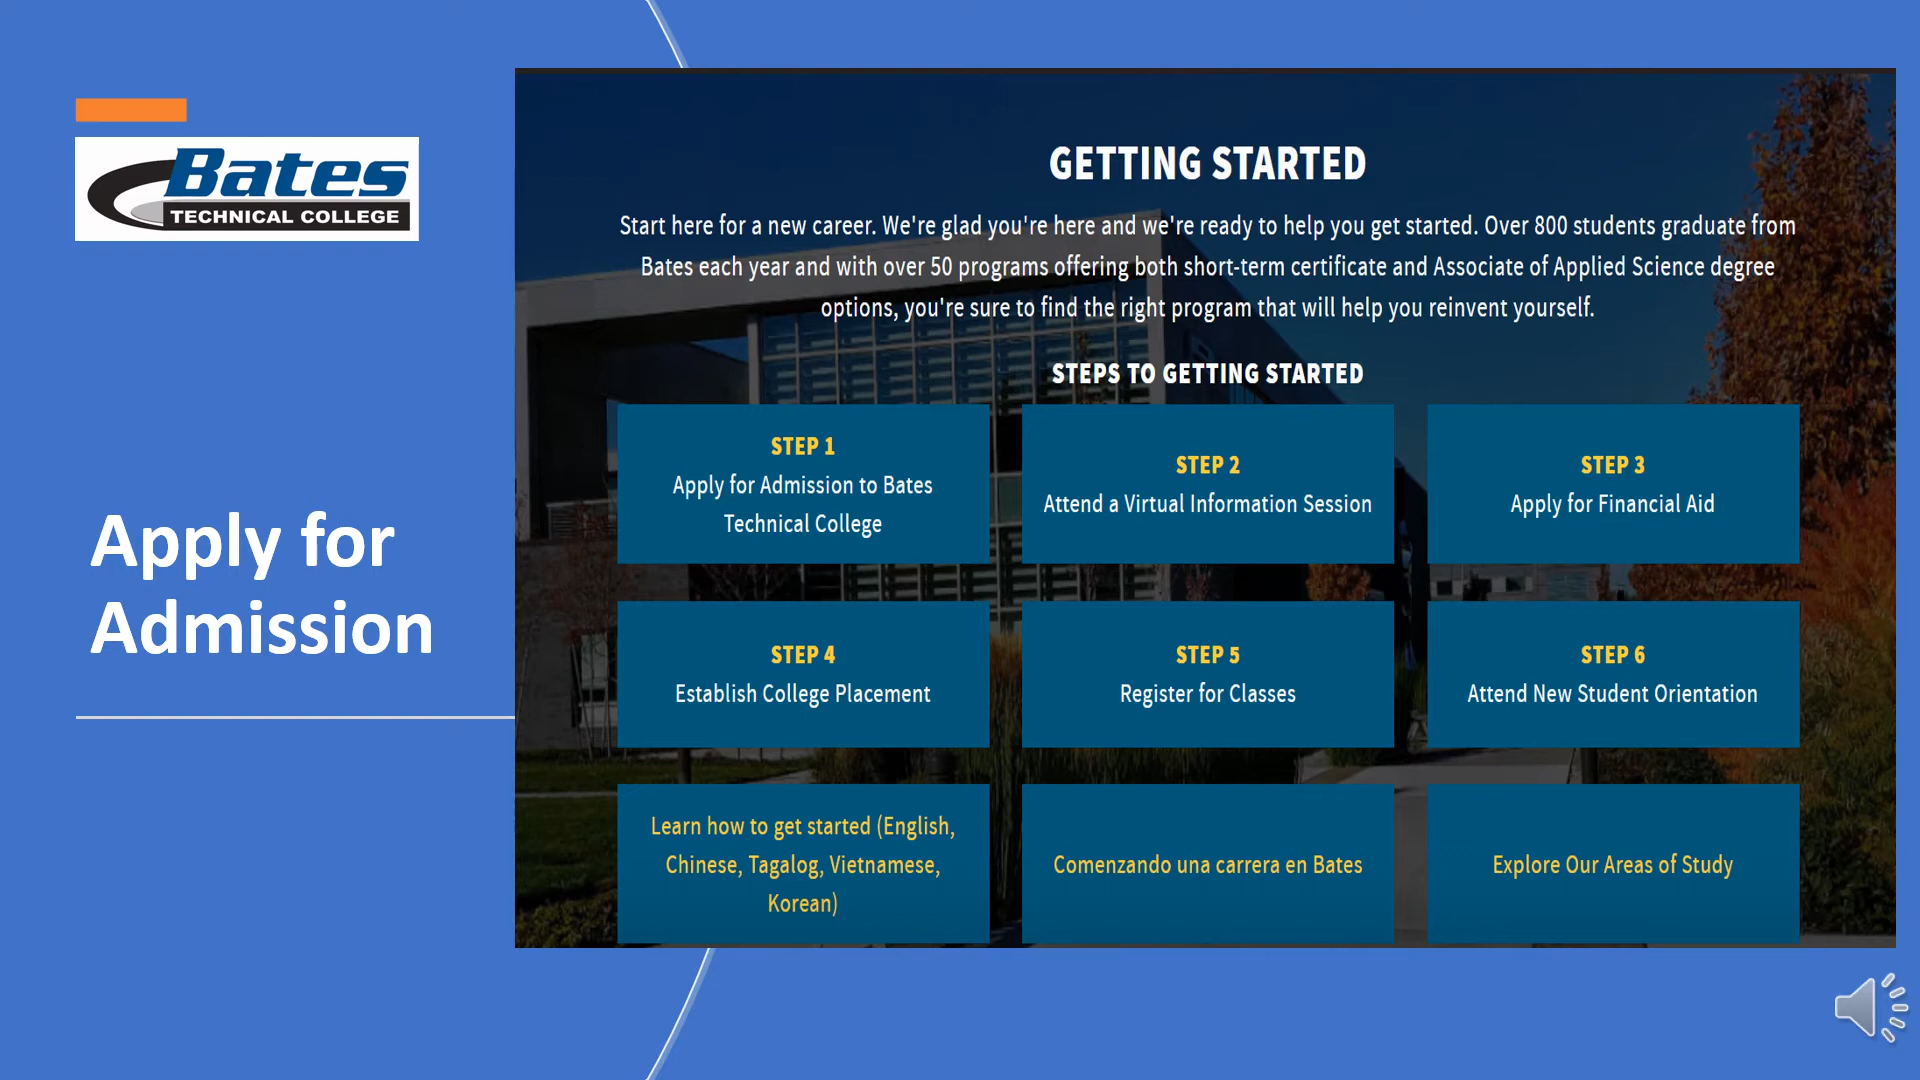 Bates
TECHNICAL COLLEGE
Apply for
Admission
GETTING STARTED
Start here for a new career. We're glad you're here and we're ready to help you get started. Over 800 students graduate from
Bates each year and with over 50 programs offering both short-term certificate and Associate of Applied Science degree
options, you're sure to find the right program that will help you reinvent yourself.
STEPS TO GETTING STARTED
STEP 1
Apply for Admission to Bates
Technical College
STEP 2
Attend a Virtual Information Session
STEP 3
Apply for Financial Aid
STEP 4
Establish College Placement
STEP 5
Register for Classes
STEP 6
Attend New Student Orientation
Learn how to get started (English,
Chinese, Tagalog, Vietnamese,
Korean)
Comenzando una carrera en Bates
Explore Our Areas of Study